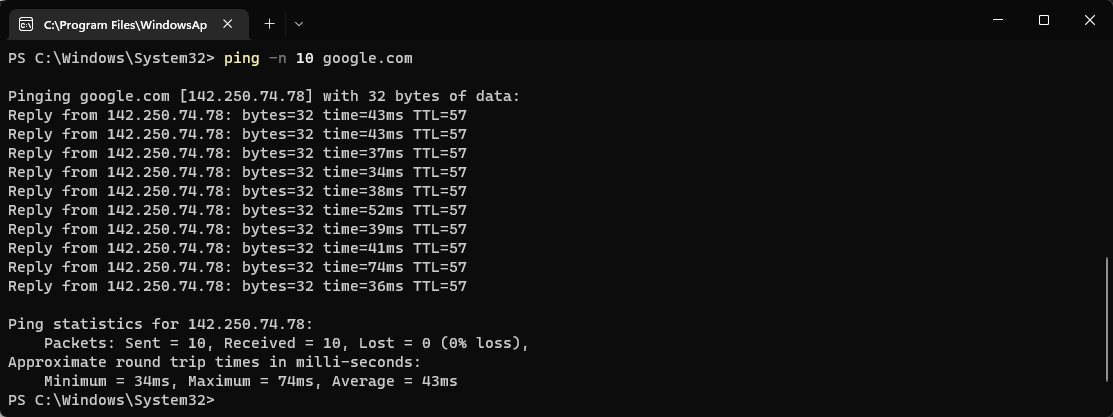 C:\Program Files\WindowsAp
PS C:\Windows\System32> ping -n 10 google.com
Pinging google.com [142.250.74.78] with 32 bytes of data:
Reply from 142.250.74.78: bytes=32 time=43ms TTL=57
Reply from 142.250.74.78: bytes=32 time=43ms TTL=57
Reply from 142.250.74.78: bytes=32 time=37ms TTL=57
Reply from 142.250.74.78: bytes=32 time=34ms TTL=57
Reply from 142.250.74.78: bytes=32 time=38ms TTL=57
Reply from 142.250.74.78: bytes=32 time=52ms TTL=57
Reply from 142.250.74.78: bytes=32 time=39ms TTL=57
Reply from 142.250.74.78: bytes=32 time=41ms TTL=57
Reply from 142.250.74.78: bytes=32 time=74ms TTL=57
Reply from 142.250.74.78: bytes=32 time=36ms TTL=57
Ping statistics for 142.250.74.78:
    Packets: Sent = 10, Received = 10, Lost = 0 (0% loss),
Approximate round trip times in milli-seconds:
    Minimum = 34ms, Maximum = 74ms, Average = 43ms
PS C:\Windows\System32>